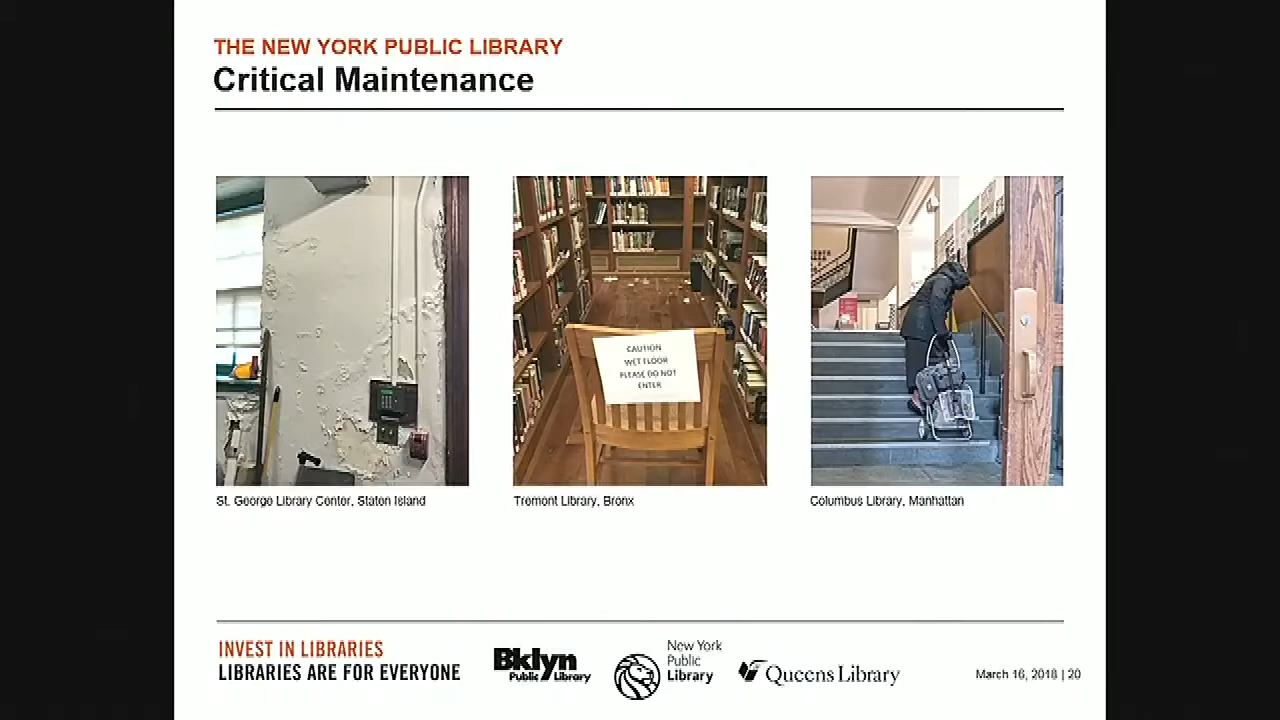 THE NEW YORK PUBLIC LIBRARY
Critical Maintenance
CAUTION
WET FLOOR
PLEASE DO NOT
ENTER
St. George Library Center, Staten Island
Tremont Library, Bronx
Columbus Library, Manhattan
INVEST IN LIBRARIES
LIBRARIES ARE FOR EVERYONE
Bklyn
Public Library
New York
Public
Library
Queens Library
March 16, 2018 | 20